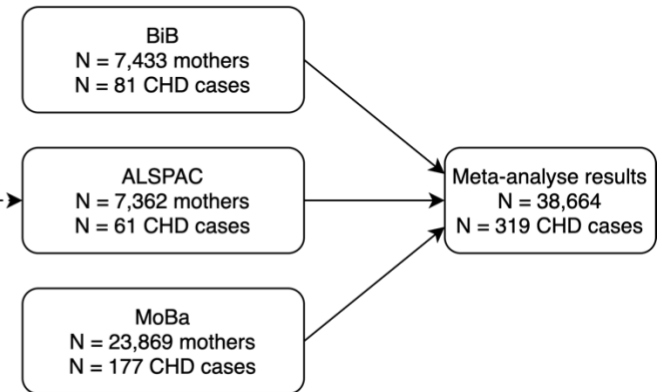 BiB
N = 7,433 mothers
N = 81 CHD cases
ALSPAC
N = 7,362 mothers
N = 61 CHD cases
MoBa
N = 23,869 mothers
N = 177 CHD cases
Meta-analyse results
N = 38,664
N = 319 CHD cases